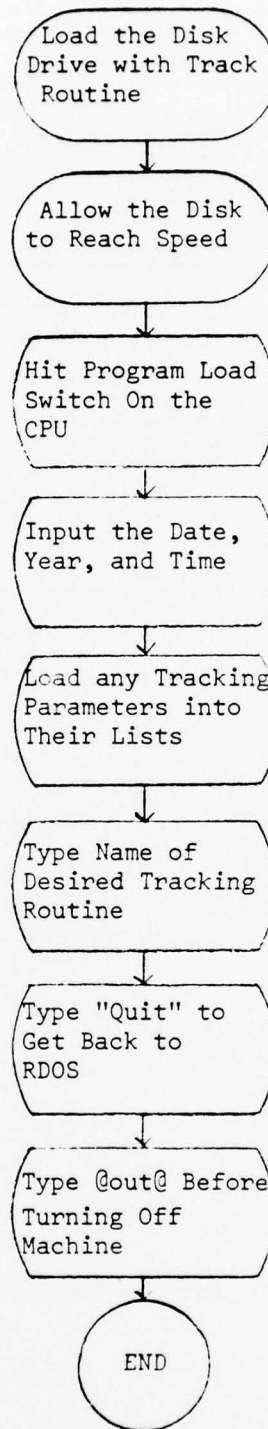 Load the Disk
Drive with Track
Routine
Allow the Disk
to Reach Speed
Hit Program Load
Switch On the
CPU
Input the Date,
Year, and Time
Load any Tracking
Parameters into
Their Lists
Type Name of
Desired Tracking
Routine
Type "Quit" to
Get Back to
RDOS
Type @out@ Before
Turning Off
Machine
END